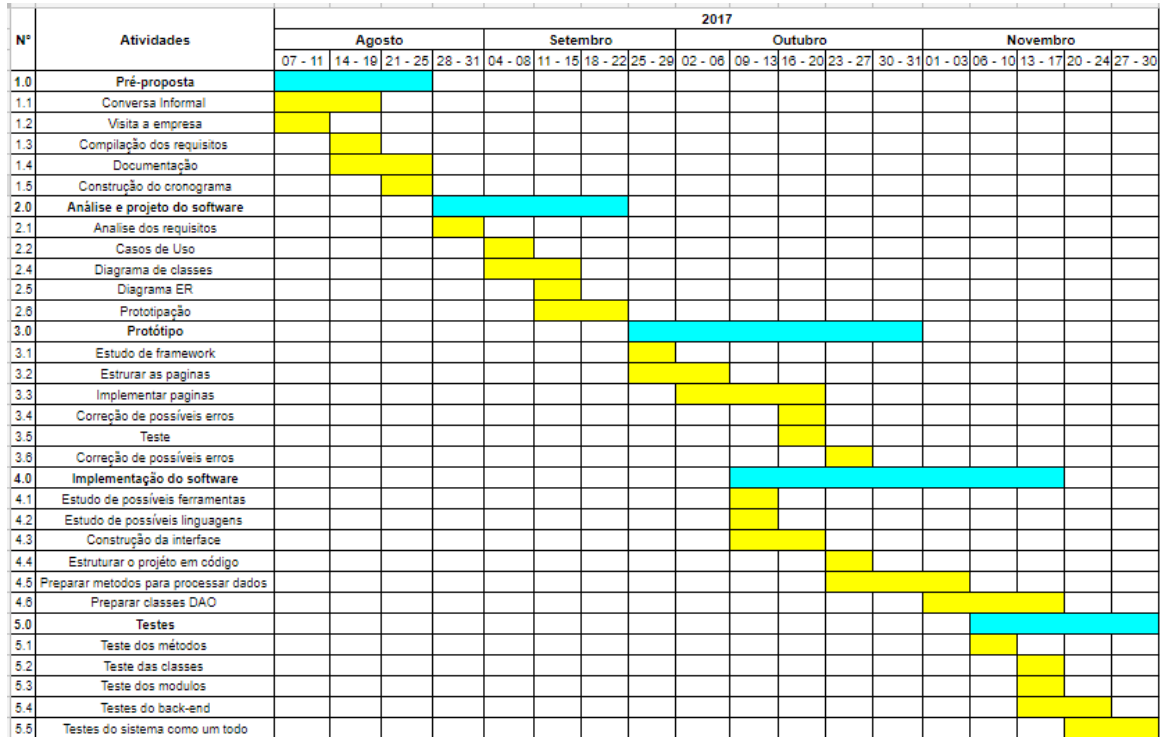 2017
N° Atividades Agosto Setembro Outubro Novembro
07 - 11 14 - 19 21 - 25 28 - 31 04 - 08 11 - 15 18 - 22 25 - 29 02 - 06 09 - 13 16 - 20 23 - 27 30 - 31 01 - 03 06 - 10 13 - 17 20 - 24 27 - 30
1.0 Pré-proposta
1.1 Conversa Informal
1.2 Visita a empresa
1.3 Compilação dos requisitos
1.4 Documentação
1.5 Construção do cronograma
2.0 Análise e projeto do software
2.1 Analise dos requisitos
2.2 Casos de Uso
2.4 Diagrama de classes
2.5 Diagrama ER
2.6 Prototipação
3.0 Protótipo
3.1 Estudo de framework
3.2 Estrurar as paginas
3.3 Implementar paginas
3.4 Correção de possíveis erros
3.5 Teste
3.6 Correção de possíveis erros
4.0 Implementação do software
4.1 Estudo de possíveis ferramentas
4.2 Estudo de possíveis linguagens
4.3 Construção da interface
4.4 Estruturar o projéto em código
4.5 Preparar metodos para processar dados
4.6 Preparar classes DAO
5.0 Testes
5.1 Teste dos métodos
5.2 Teste das classes
5.3 Teste dos modulos
5.4 Testes do back-end
5.5 Testes do sistema como um todo